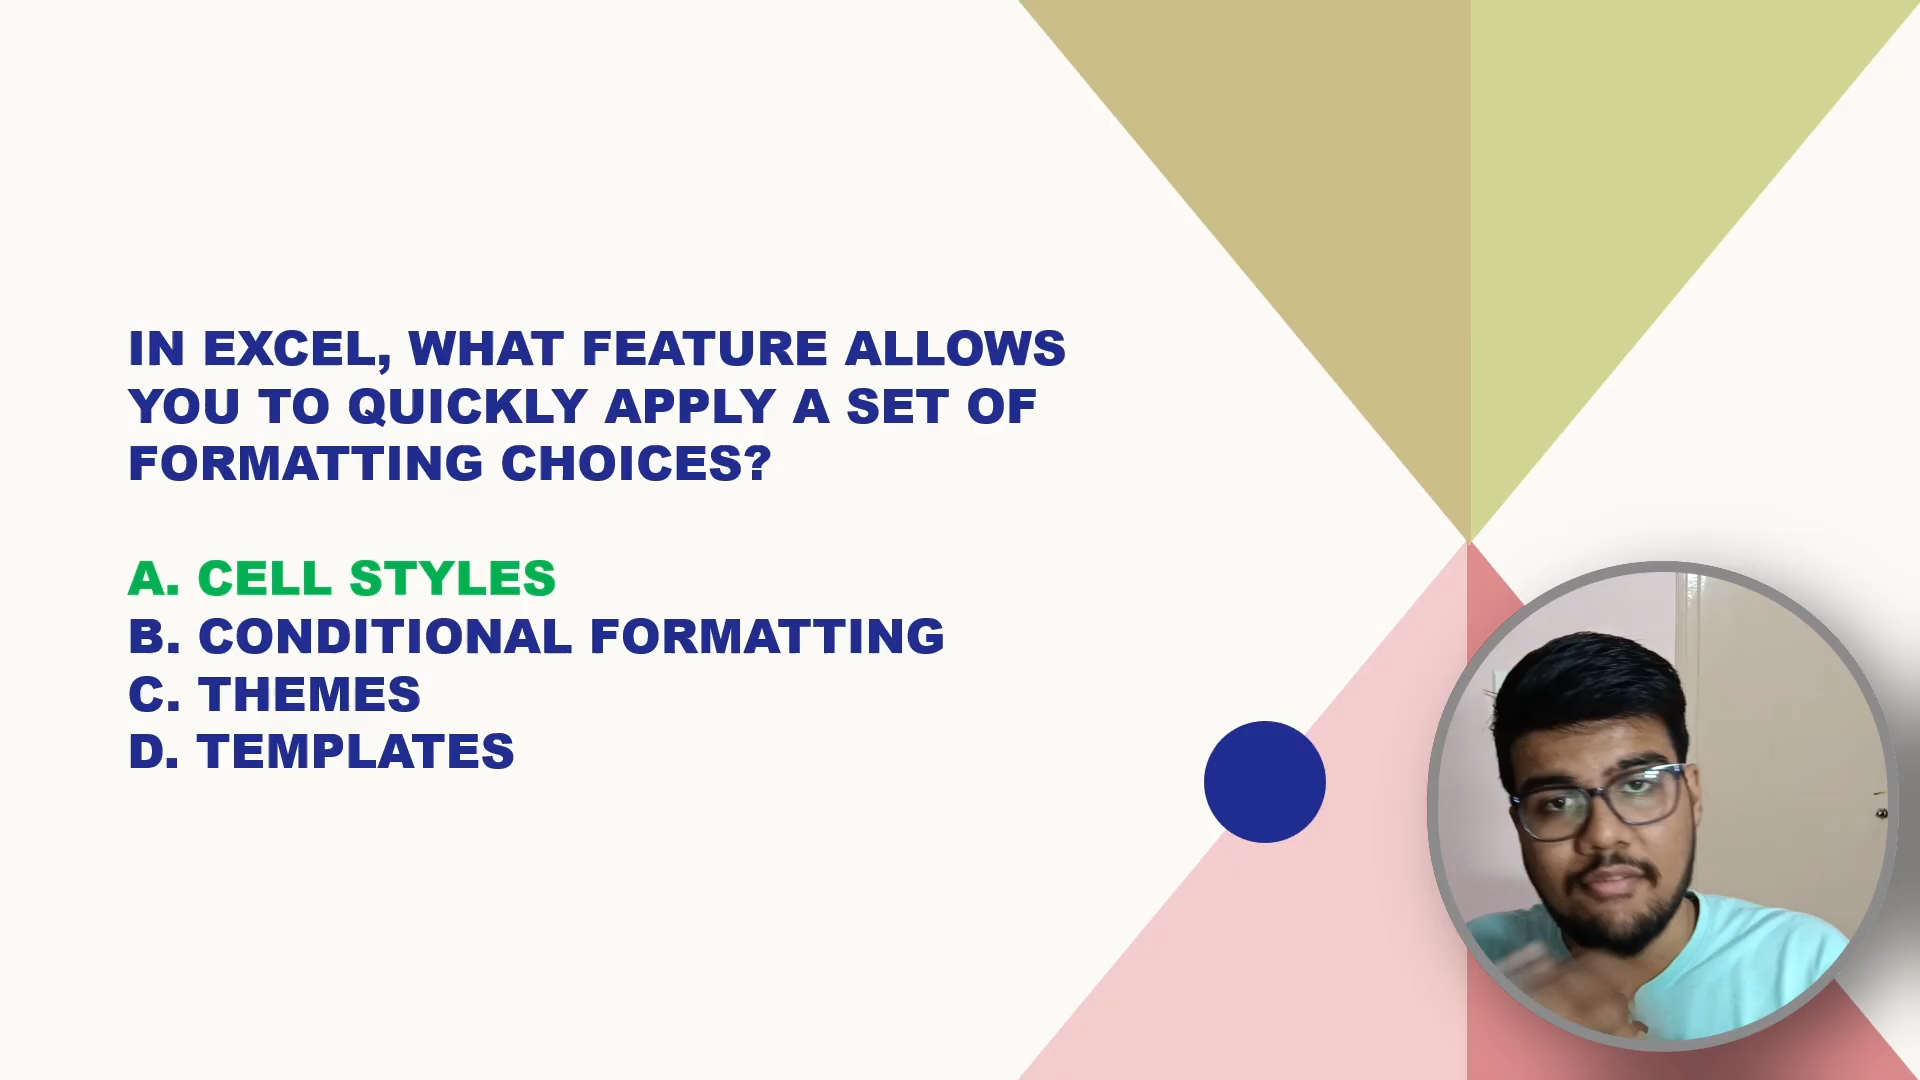 IN EXCEL, WHAT FEATURE ALLOWS
YOU TO QUICKLY APPLY A SET OF
FORMATTING CHOICES?
A. CELL STYLES
B. CONDITIONAL FORMATTING
C. THEMES
D. TEMPLATES